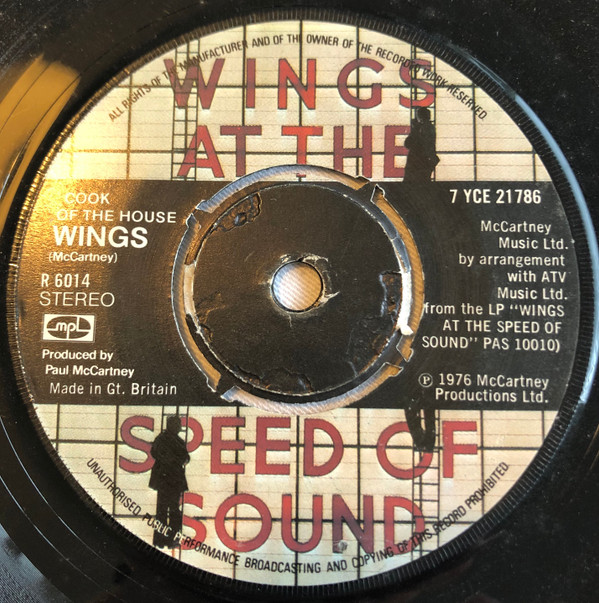 ALL RIGHTS OF THE MANUFACTURER AND OF THE OWNER OF THE RECORDED WORK RESERVED.
WINGS
AT THE
COOK
OF THE HOUSE
WINGS
(McCartney)
R 6014
STEREO
mpl
Produced by
Paul McCartney
Made in Gt. Britain
7 YCE 21786
McCartney
Music Ltd.
by arrangement
with ATV
Music Ltd.
from the LP "WINGS
AT THE SPEED OF
SOUND" PAS 10010)
℗ 1976 McCartney
Productions Ltd.
SPEED OF
SOUND
UNAUTHORISED PUBLIC PERFORMANCE BROADCASTING AND COPYING OF THIS RECORD PROHIBITED